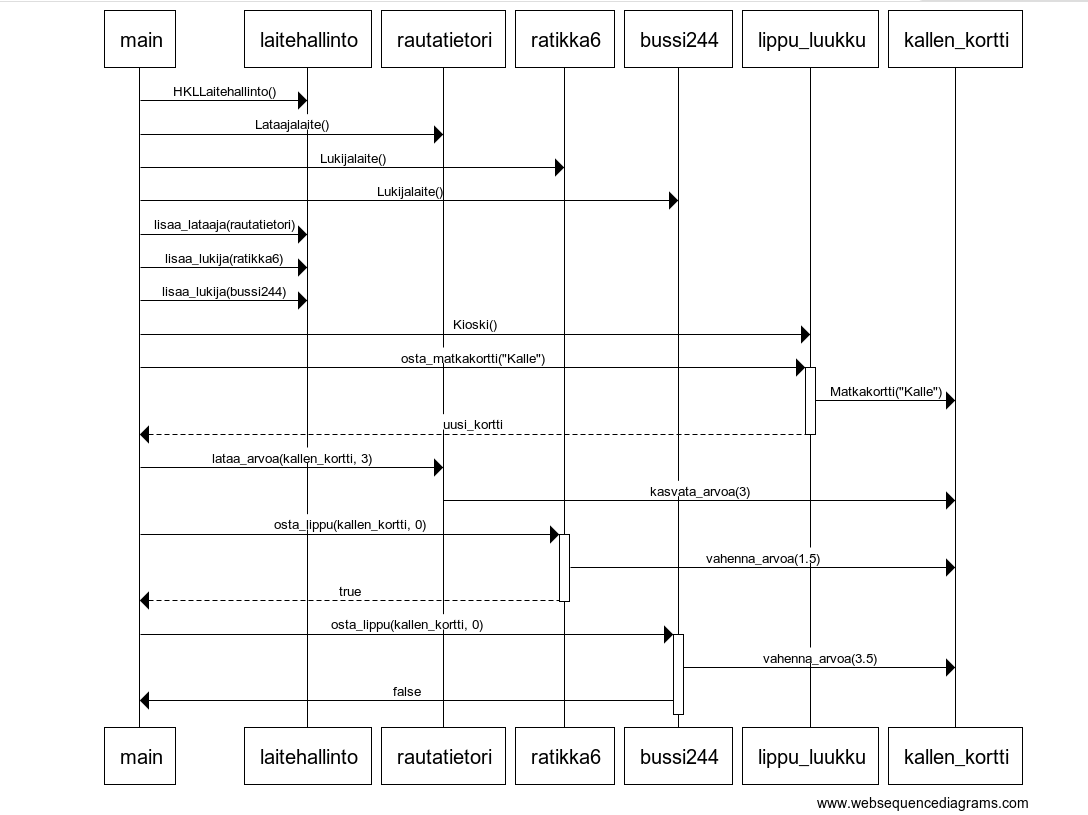 main laitehallinto rautatietori ratikka6 bussi244 lippu_luukku kallen_kortti
HKLLaitehallinto()
Lataajalaite()
Lukijalaite()
Lukijalaite()
lisaa_lataaja(rautatietori)
lisaa_lukija(ratikka6)
lisaa_lukija(bussi244)
Kioski()
osta_matkakortti("Kalle")
Matkakortti("Kalle")
uusi_kortti
lataa_arvoa(kallen_kortti, 3)
kasvata_arvoa(3)
osta_lippu(kallen_kortti, 0)
vahenna_arvoa(1.5)
true
osta_lippu(kallen_kortti, 0)
vahenna_arvoa(3.5)
false
main laitehallinto rautatietori ratikka6 bussi244 lippu_luukku kallen_kortti
www.websequencediagrams.com